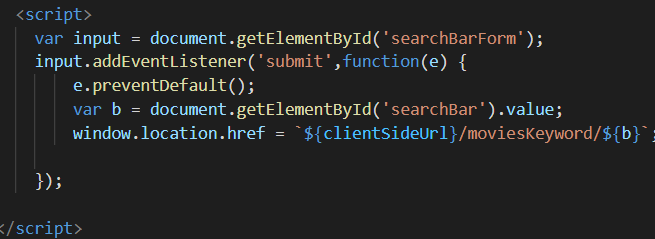 <script>
var input = document.getElementById('searchBarForm');
input.addEventListener('submit',function(e) {
e.preventDefault();
var b = document.getElementById('searchBar').value;
window.location.href = `${clientSideUrl}/moviesKeyword/${b}`;
});
</script>